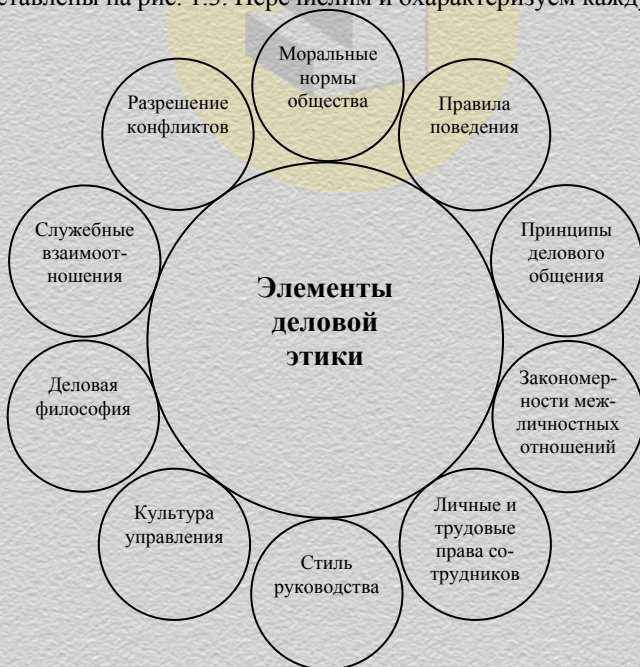 ставлены на рис. 1.3. Перечислим и охарактеризуем
Моральные
нормы
общества
Правила
поведения
Принципы
делового
общения
Закономер-
ности меж-
личностных
отношений
Личные и
трудовые
права со-
трудников
Стиль
руководства
Культура
управления
Деловая
философия
Служебные
взаимоот-
ношения
Разрешение
конфликтов
Элементы
деловой
этики